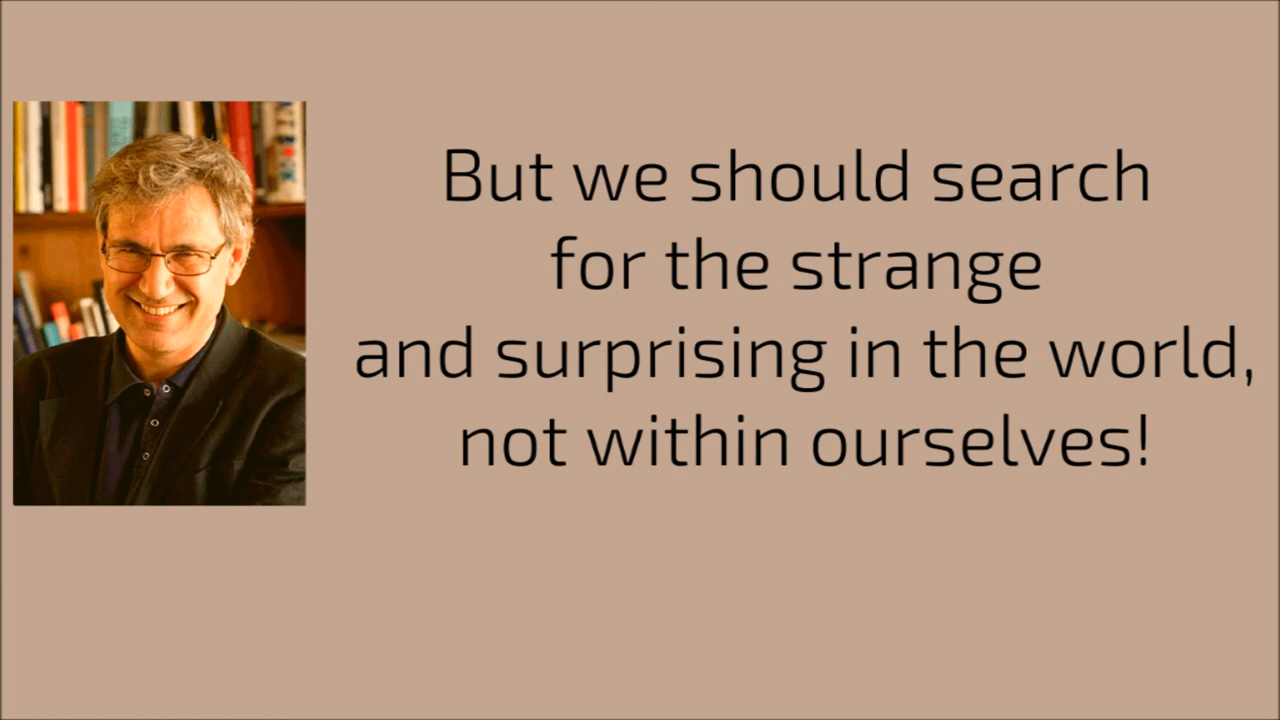 But we should search
for the strange
and surprising in the world,
not within ourselves!